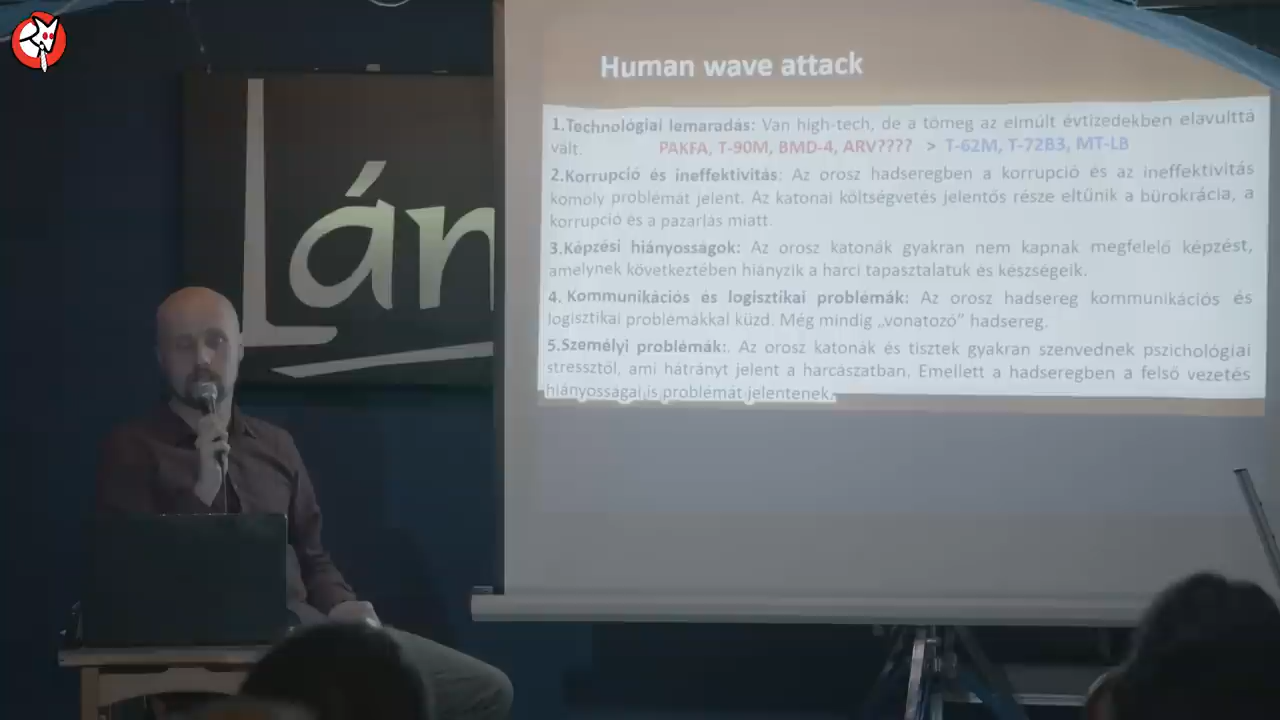 Lán
Human wave attack
1.Technológiai lemaradás: Van high-tech, de a tömeg az elmúlt évtizedekben elavulttá
vált. PAKFA, T-90M, BMD-4, ARV???? > T-62M, T-72B3, MT-LB
2.Korrupció és ineffektivitás: Az orosz hadseregben a korrupció és az ineffektivitás
komoly problémát jelent. Az katonai költségvetés jelentős része eltűnik a bürokrácia, a
korrupció és a pazarlás miatt.
3.Képzési hiányosságok: Az orosz katonák gyakran nem kapnak megfelelő képzést,
amelynek következtében hiányzik a harci tapasztalatuk és készségeik.
4. Kommunikációs és logisztikai problémák: Az orosz hadsereg kommunikációs és
logisztikai problémákkal küzd. Még mindig „vonatozó” hadsereg.
5.Személyi problémák:. Az orosz katonák és tisztek gyakran szenvednek pszichológiai
stressztől, ami hátrányt jelent a harcászatban. Emellett a hadseregben a felső vezetés
hiányosságai is problémát jelentenek.